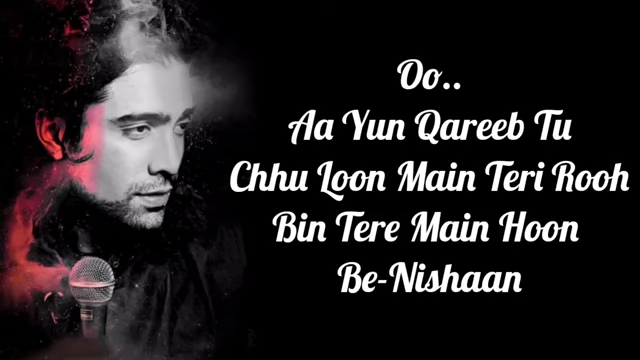 Oo..
Aa Yun Qareeb Tu
Chhu Loon Main Teri Rooh
Bin Tere Main Hoon
Be-Nishaan